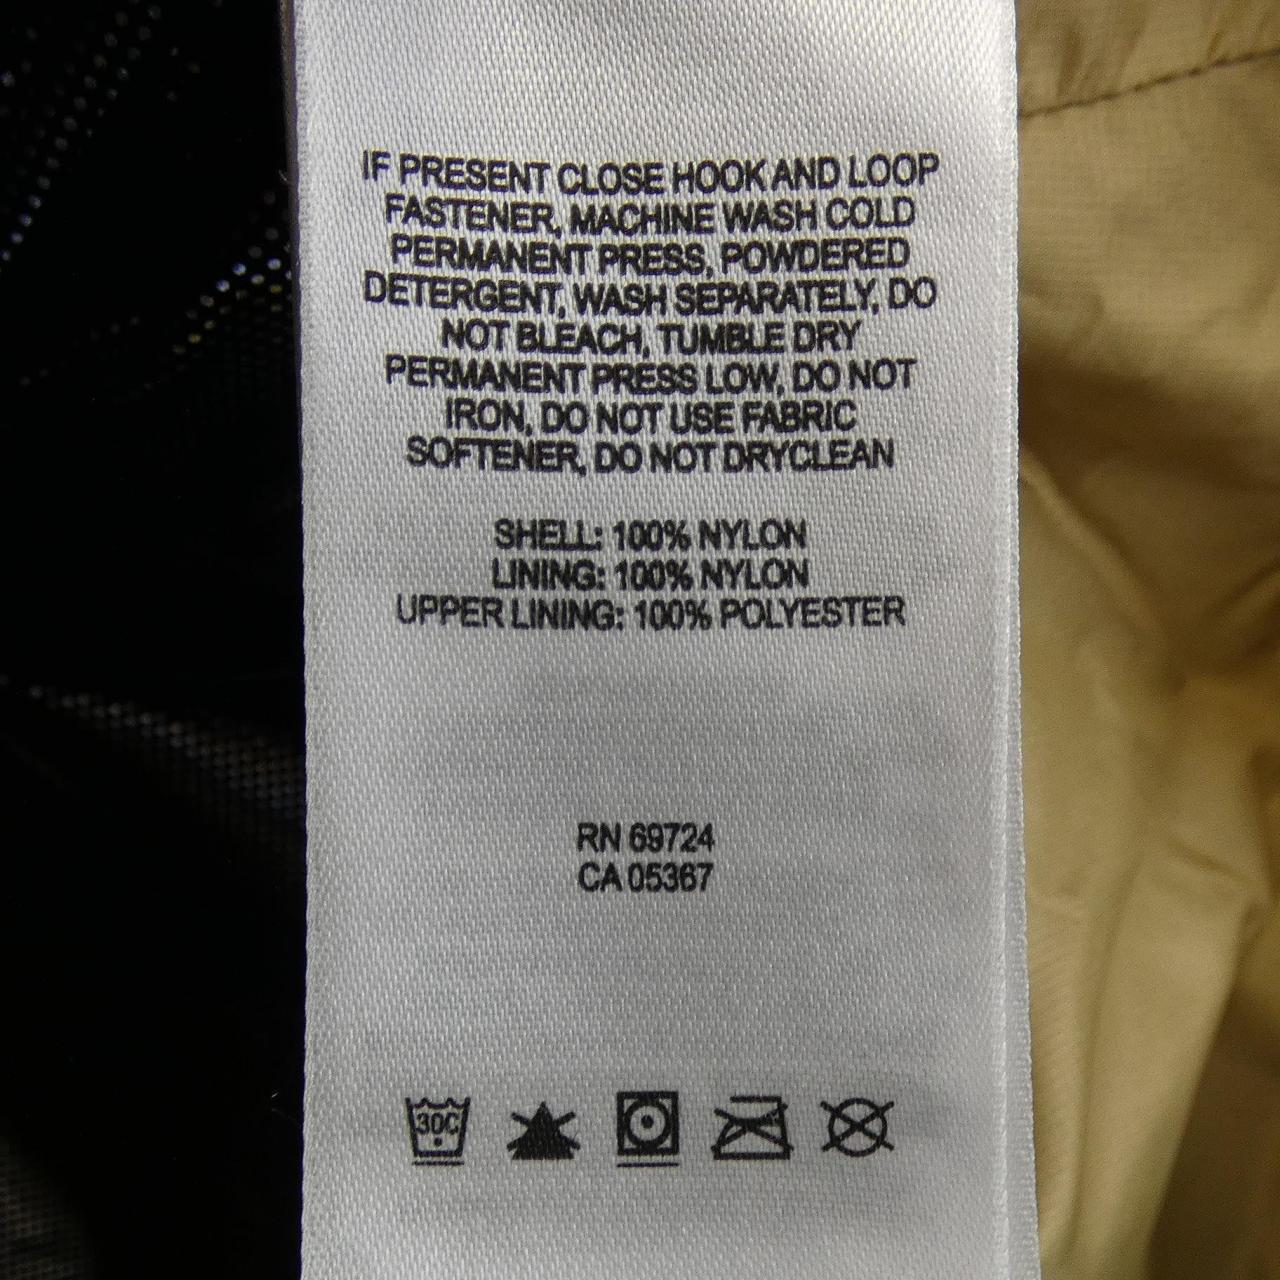 IF PRESENT CLOSE HOOK AND LOOP
FASTENER, MACHINE WASH COLD
PERMANENT PRESS, POWDERED
DETERGENT, WASH SEPARATELY, DO
NOT BLEACH, TUMBLE DRY
PERMANENT PRESS LOW, DO NOT
IRON, DO NOT USE FABRIC
SOFTENER, DO NOT DRYCLEAN
SHELL: 100% NYLON
LINING: 100% NYLON
UPPER LINING: 100% POLYESTER
RN 69724
CA 05367
30C